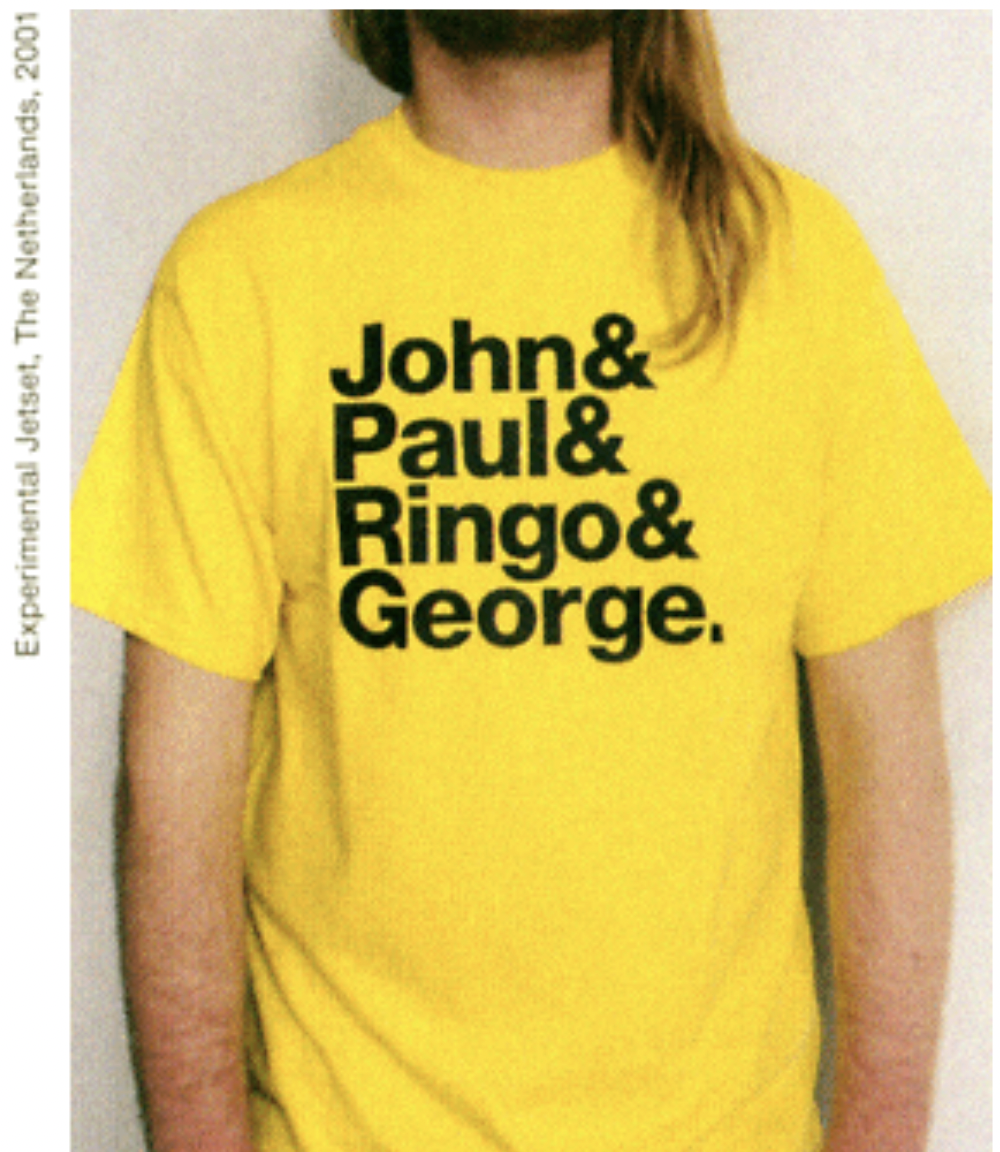 Experimental Jetset, The Netherlands, 2001
John&
Paul&
Ringo&
George.